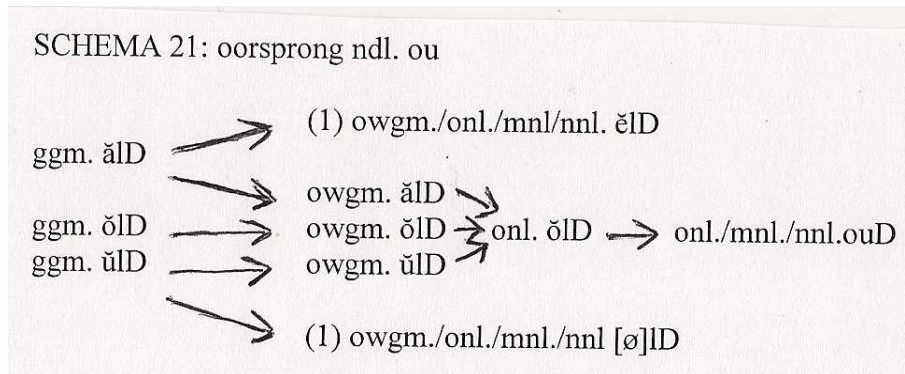 SCHEMA 21: oorsprong ndl. ou
(1) owgm./onl./mnl/nnl. ĕlD
ggm. ălD
owgm. ălD
ggm. ŏlD owgm. ŏlD onl. ŏlD onl./mnl./nnl.ouD
ggm. ŭlD owgm. ŭlD
(1) owgm./onl./mnl./nnl [ø]lD